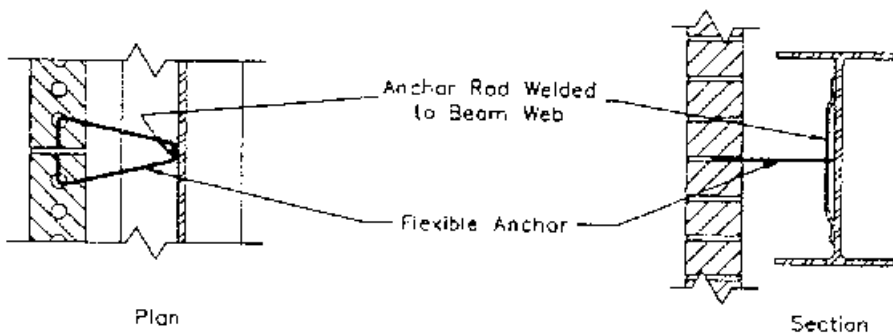 Anchor Rod Welded
to Beam Web
Flexible Anchor
Plan
Section